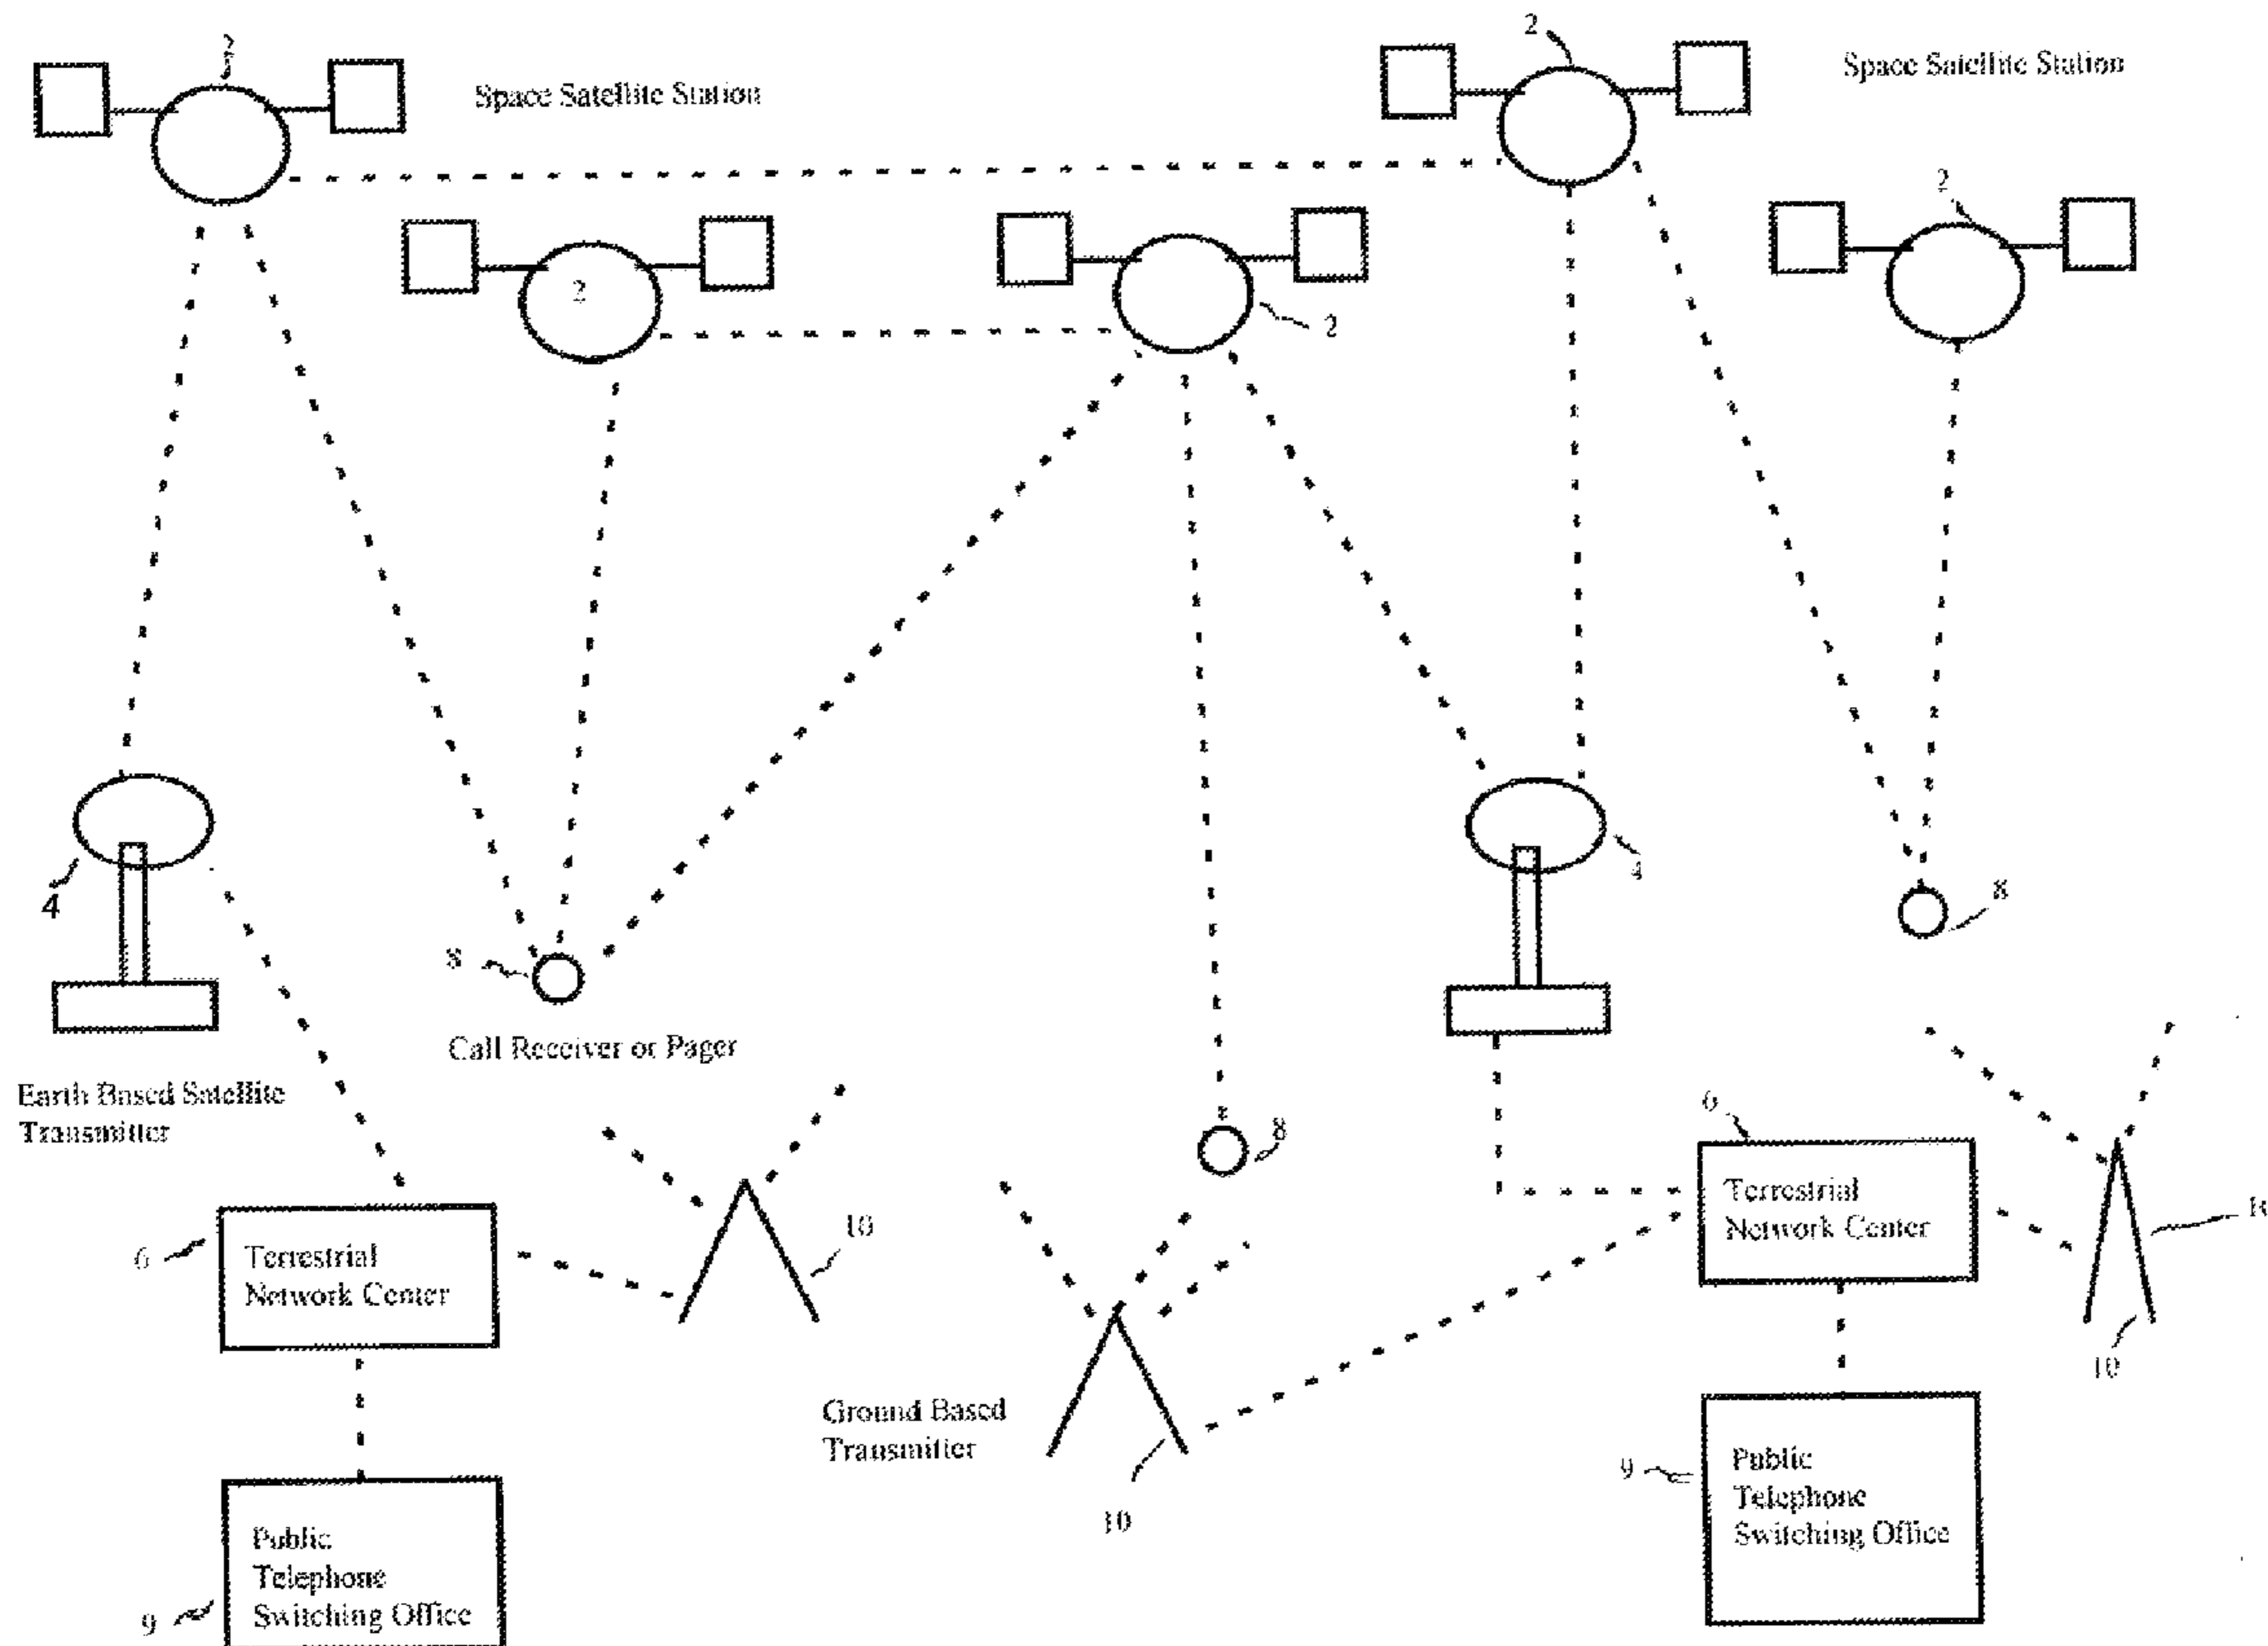 2
Space Satellite Station
2
Space Satellite Station
2
2
2
4
4
8
8
Call Receiver or Pager
Earth Based Satellite
Transmitter
8
6
Terrestrial
Network Center
10
6
Terrestrial
Network Center
10
10
Ground Based
Transmitter
10
9
Public
Telephone
Switching Office
9
Public
Telephone
Switching Office